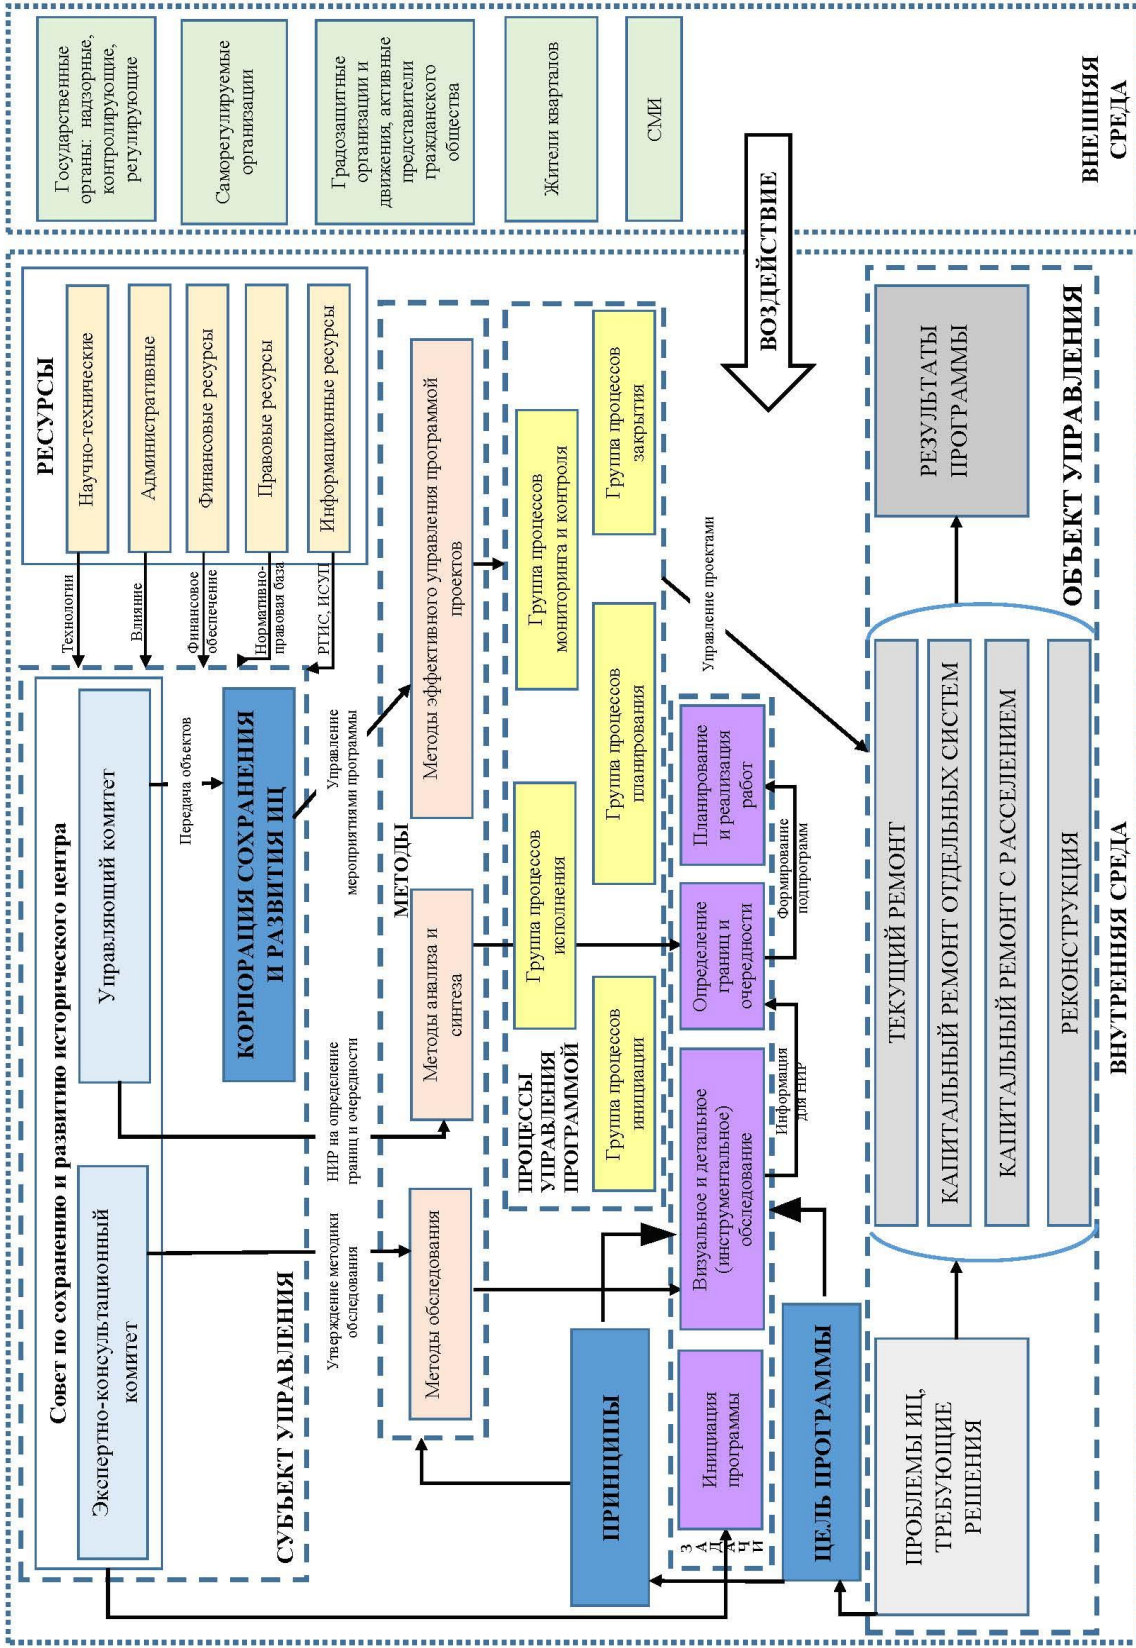 Совет по сохранению и развитию исторического центра
Экспертно-консультационный
комитет
Управляющий комитет
КОРПОРАЦИЯ СОХРАНЕНИЯ
И РАЗВИТИЯ ИЦ
СУБЪЕКТ УПРАВЛЕНИЯ
Передача объектов
РЕСУРСЫ
Научно-технические
Административные
Финансовые ресурсы
Правовые ресурсы
Информационные ресурсы
Технологии
Влияние
Финансовое
обеспечение
Нормативно-
правовая база
РГИС, ИСУП
Утверждение методики
обследования
НИР на определение
границ и очередности
Управление
мероприятиями программы
МЕТОДЫ
Методы обследования
Методы анализа и
синтеза
Методы эффективного управления программой
проектов
ПРОЦЕССЫ
УПРАВЛЕНИЯ
ПРОГРАММОЙ
Группа процессов
исполнения
Группа процессов
мониторинга и контроля
Группа процессов
инициации
Группа процессов
планирования
Группа процессов
закрытия
ПРИНЦИПЫ
З
А
Д
А
Ч
И
Инициация
программы
Визуальное и детальное
(инструментальное)
обследование
Определение
границ и
очередности
Планирование
и реализация
работ
Информация
для НИР
Формирование
подпрограмм
Управление проектами
ЦЕЛЬ ПРОГРАММЫ
ПРОБЛЕМЫ ИЦ,
ТРЕБУЮЩИЕ
РЕШЕНИЯ
ТЕКУЩИЙ РЕМОНТ
КАПИТАЛЬНЫЙ РЕМОНТ ОТДЕЛЬНЫХ СИСТЕМ
КАПИТАЛЬНЫЙ РЕМОНТ С РАССЕЛЕНИЕМ
РЕКОНСТРУКЦИЯ
РЕЗУЛЬТАТЫ
ПРОГРАММЫ
ОБЪЕКТ УПРАВЛЕНИЯ
ВНУТРЕННЯЯ СРЕДА
ВОЗДЕЙСТВИЕ
Государственные
органы: надзорные,
контролирующие,
регулирующие
Саморегулируемые
организации
Градозащитные
организации и
движения, активные
представители
гражданского
общества
Жители кварталов
СМИ
ВНЕШНЯЯ
СРЕДА